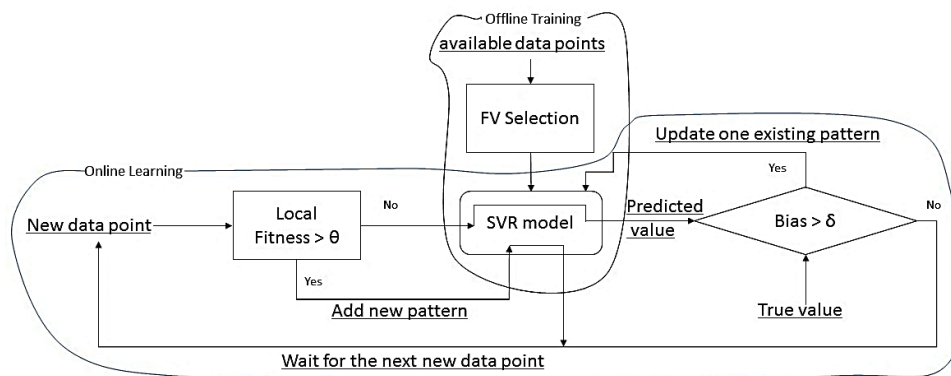 Offline Training
available data points
FV Selection
Update one existing pattern
Online Learning
Yes
New data point
Local
Fitness > θ
No
SVR model
Predicted
value
Bias > δ
No
Yes
Add new pattern
True value
Wait for the next new data point